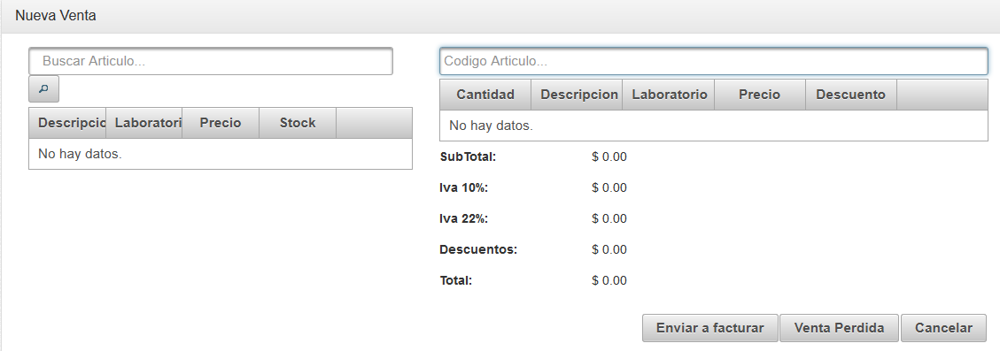 Nueva Venta
Buscar Articulo...
Descripcio Laboratori Precio Stock
No hay datos.
Codigo Articulo...
Cantidad Descripcion Laboratorio Precio Descuento
No hay datos.
SubTotal: $ 0.00
Iva 10%: $ 0.00
Iva 22%: $ 0.00
Descuentos: $ 0.00
Total: $ 0.00
Enviar a facturar Venta Perdida Cancelar